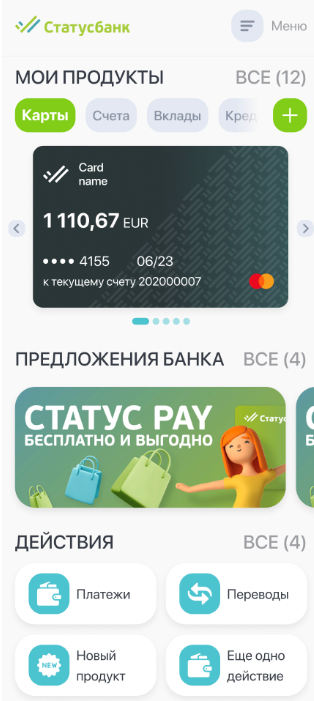 Статусбанк
Меню
МОИ ПРОДУКТЫ
ВСЕ (12)
Карты
Счета
Вклады
Кред
Card
name
1 110,67 EUR
•••• 4155 06/23
к текущему счету 202000007
ПРЕДЛОЖЕНИЯ БАНКА
ВСЕ (4)
СТАТУС PAY
БЕСПЛАТНО И ВЫГОДНО
Статус
ДЕЙСТВИЯ
ВСЕ (4)
Платежи
Переводы
NEW
Новый
продукт
Еще одно
действие